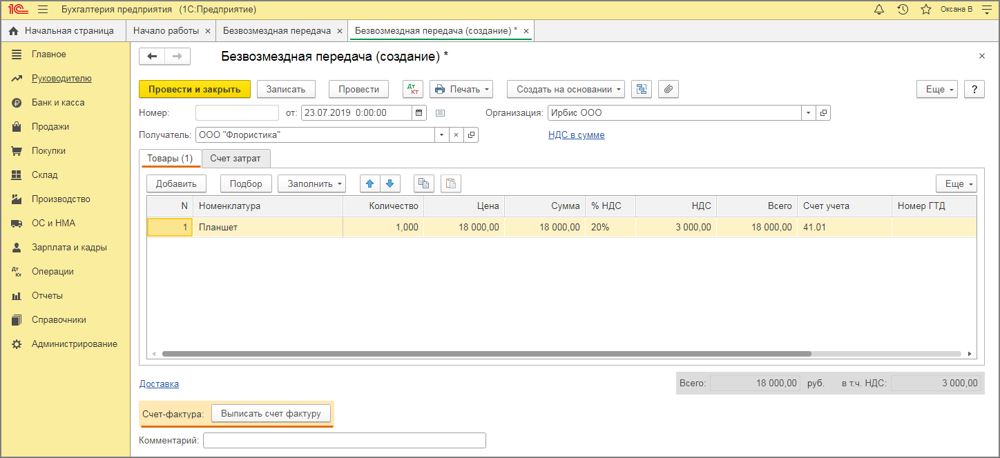 1С Бухгалтерия предприятия (1С:Предприятие) Оксана В
Начальная страница Начало работы × Безвозмездная передача × Безвозмездная передача (создание) * ×
Главное
Руководителю
Банк и касса
Продажи
Покупки
Склад
Производство
ОС и НМА
Зарплата и кадры
Операции
Отчеты
Справочники
Администрирование
Безвозмездная передача (создание) * ×
Провести и закрыть Записать Провести Дт Кт Печать Создать на основании Еще ?
Номер: от: 23.07.2019 0:00:00 Организация: Ирбис ООО
Получатель: ООО "Флористика" × НДС в сумме
Товары (1) Счет затрат
Добавить Подбор Заполнить Еще
N Номенклатура Количество Цена Сумма % НДС НДС Всего Счет учета Номер ГТД
1 Планшет 1,000 18 000,00 18 000,00 20% 3 000,00 18 000,00 41.01
Доставка Всего: 18 000,00 руб. в т.ч. НДС: 3 000,00
Счет-фактура: Выписать счет фактуру
Комментарий: